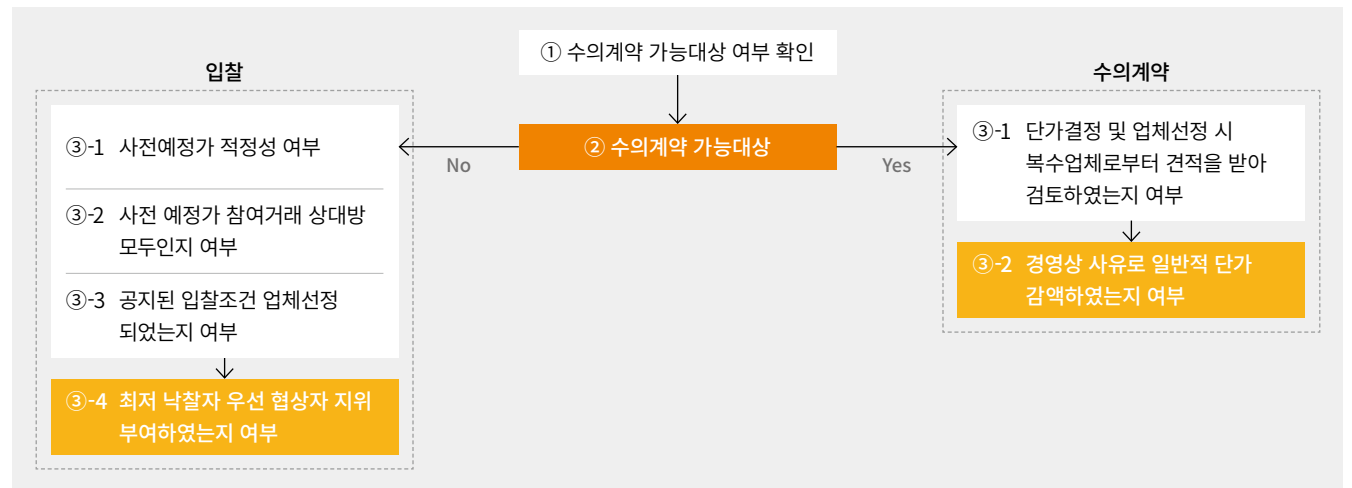 ① 수의계약 가능대상 여부 확인
② 수의계약 가능대상
No
Yes
입찰
③-1 사전예정가 적정성 여부
③-2 사전 예정가 참여거래 상대방
모두인지 여부
③-3 공지된 입찰조건 업체선정
되었는지 여부
③-4 최저 낙찰자 우선 협상자 지위
부여하였는지 여부
수의계약
③-1 단가결정 및 업체선정 시
복수업체로부터 견적을 받아
검토하였는지 여부
③-2 경영상 사유로 일반적 단가
감액하였는지 여부